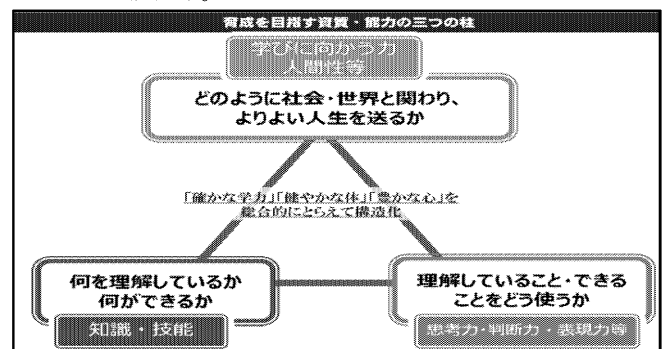 育成を目指す資質・能力の三つの柱
学びに向かう力
人間性等
どのように社会・世界と関わり、
よりよい人生を送るか
「確かな学力」「健やかな体」「豊かな心」を
総合的にとらえて構造化
何を理解しているか
何ができるか
知識・技能
理解していること・できる
ことをどう使うか
思考力・判断力・表現力等